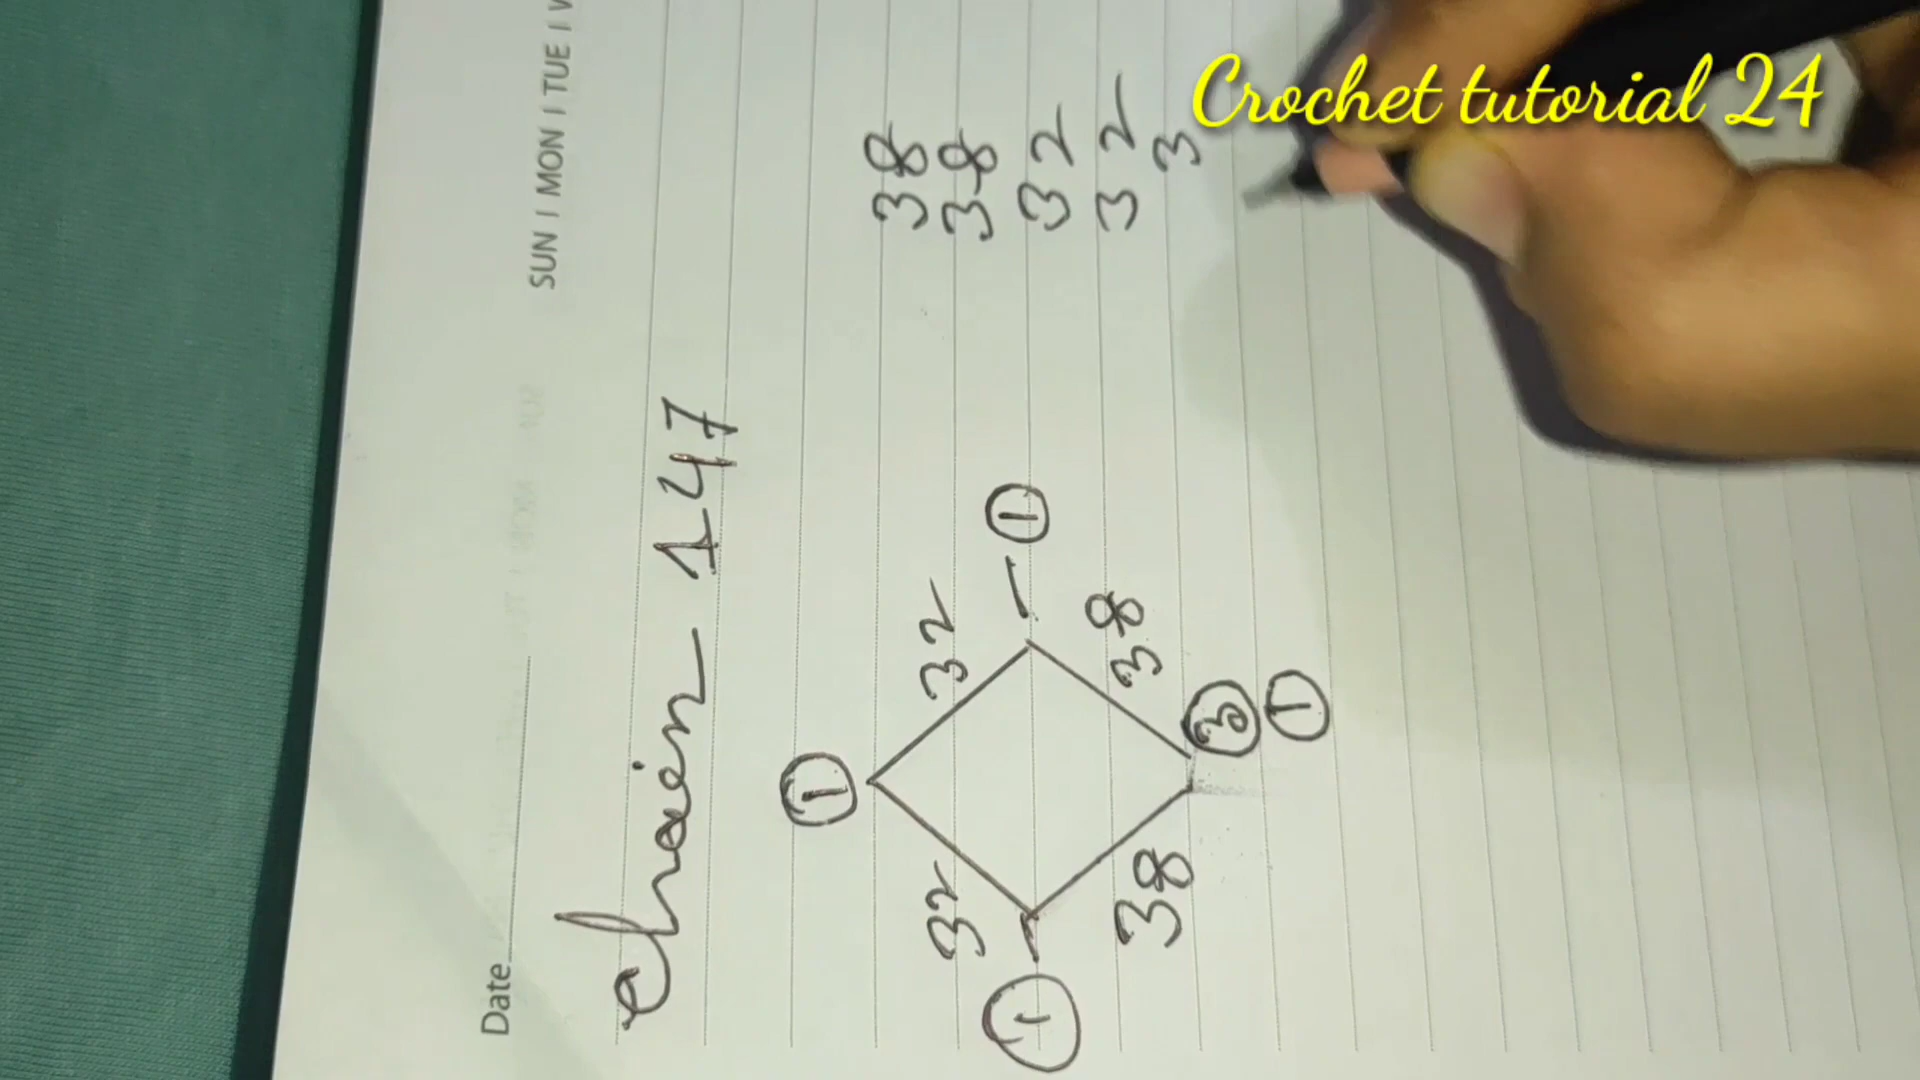 Crochet tutorial 24
Date
SUN I MON I TUE I
chain 147
1
32 32
1 1
38 38
3
1
38
38
32
32
3